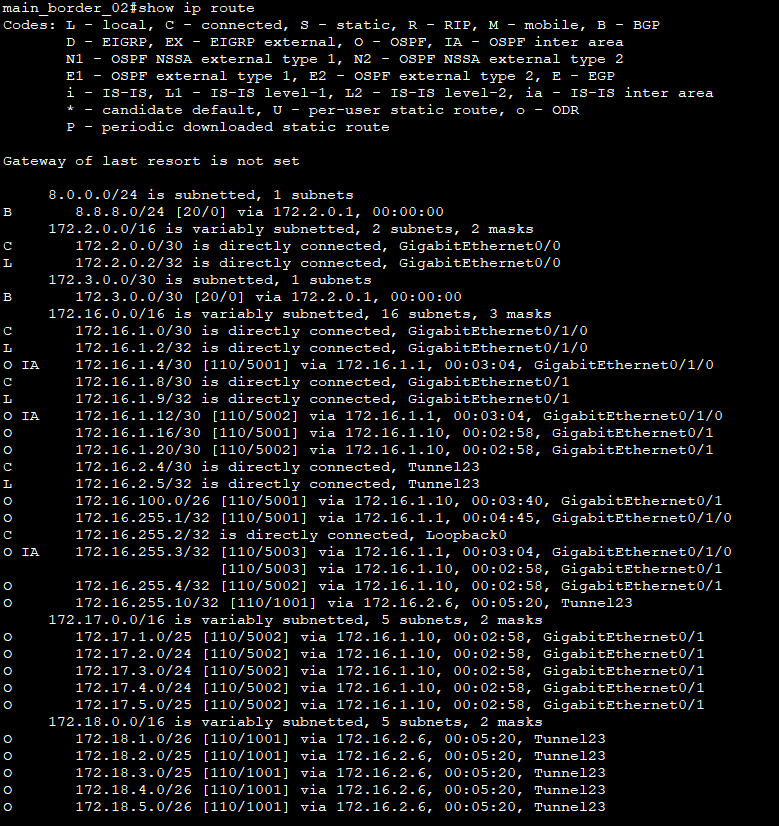 main_border_02#show ip route
Codes: L - local, C - connected, S - static, R - RIP, M - mobile, B - BGP
       D - EIGRP, EX - EIGRP external, O - OSPF, IA - OSPF inter area
       N1 - OSPF NSSA external type 1, N2 - OSPF NSSA external type 2
       E1 - OSPF external type 1, E2 - OSPF external type 2, E - EGP
       i - IS-IS, L1 - IS-IS level-1, L2 - IS-IS level-2, ia - IS-IS inter area
       * - candidate default, U - per-user static route, o - ODR
       P - periodic downloaded static route
Gateway of last resort is not set
     8.0.0.0/24 is subnetted, 1 subnets
B       8.8.8.0/24 [20/0] via 172.2.0.1, 00:00:00
     172.2.0.0/16 is variably subnetted, 2 subnets, 2 masks
C       172.2.0.0/30 is directly connected, GigabitEthernet0/0
L       172.2.0.2/32 is directly connected, GigabitEthernet0/0
     172.3.0.0/30 is subnetted, 1 subnets
B       172.3.0.0/30 [20/0] via 172.2.0.1, 00:00:00
     172.16.0.0/16 is variably subnetted, 16 subnets, 3 masks
C       172.16.1.0/30 is directly connected, GigabitEthernet0/1/0
L       172.16.1.2/32 is directly connected, GigabitEthernet0/1/0
O IA    172.16.1.4/30 [110/5001] via 172.16.1.1, 00:03:04, GigabitEthernet0/1/0
C       172.16.1.8/30 is directly connected, GigabitEthernet0/1
L       172.16.1.9/32 is directly connected, GigabitEthernet0/1
O IA    172.16.1.12/30 [110/5002] via 172.16.1.1, 00:03:04, GigabitEthernet0/1/0
O       172.16.1.16/30 [110/5001] via 172.16.1.10, 00:02:58, GigabitEthernet0/1
O       172.16.1.20/30 [110/5002] via 172.16.1.10, 00:02:58, GigabitEthernet0/1
C       172.16.2.4/30 is directly connected, Tunnel23
L       172.16.2.5/32 is directly connected, Tunnel23
O       172.16.100.0/26 [110/5001] via 172.16.1.10, 00:03:40, GigabitEthernet0/1
O       172.16.255.1/32 [110/5001] via 172.16.1.1, 00:04:45, GigabitEthernet0/1/0
C       172.16.255.2/32 is directly connected, Loopback0
O IA    172.16.255.3/32 [110/5003] via 172.16.1.1, 00:03:04, GigabitEthernet0/1/0
                        [110/5003] via 172.16.1.10, 00:02:58, GigabitEthernet0/1
O       172.16.255.4/32 [110/5002] via 172.16.1.10, 00:02:58, GigabitEthernet0/1
O       172.16.255.10/32 [110/1001] via 172.16.2.6, 00:05:20, Tunnel23
     172.17.0.0/16 is variably subnetted, 5 subnets, 2 masks
O       172.17.1.0/25 [110/5002] via 172.16.1.10, 00:02:58, GigabitEthernet0/1
O       172.17.2.0/24 [110/5002] via 172.16.1.10, 00:02:58, GigabitEthernet0/1
O       172.17.3.0/24 [110/5002] via 172.16.1.10, 00:02:58, GigabitEthernet0/1
O       172.17.4.0/24 [110/5002] via 172.16.1.10, 00:02:58, GigabitEthernet0/1
O       172.17.5.0/25 [110/5002] via 172.16.1.10, 00:02:58, GigabitEthernet0/1
     172.18.0.0/16 is variably subnetted, 5 subnets, 2 masks
O       172.18.1.0/26 [110/1001] via 172.16.2.6, 00:05:20, Tunnel23
O       172.18.2.0/25 [110/1001] via 172.16.2.6, 00:05:20, Tunnel23
O       172.18.3.0/25 [110/1001] via 172.16.2.6, 00:05:20, Tunnel23
O       172.18.4.0/26 [110/1001] via 172.16.2.6, 00:05:20, Tunnel23
O       172.18.5.0/26 [110/1001] via 172.16.2.6, 00:05:20, Tunnel23